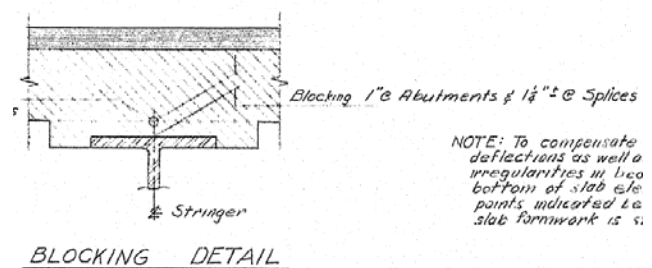 Blocking 1" @ Abutments & 1¼"± @ Splices
NOTE: To compensate
deflections as well a
irregularities in
bottom of slab ele
points indicated
slab formwork is
Stringer
BLOCKING DETAIL